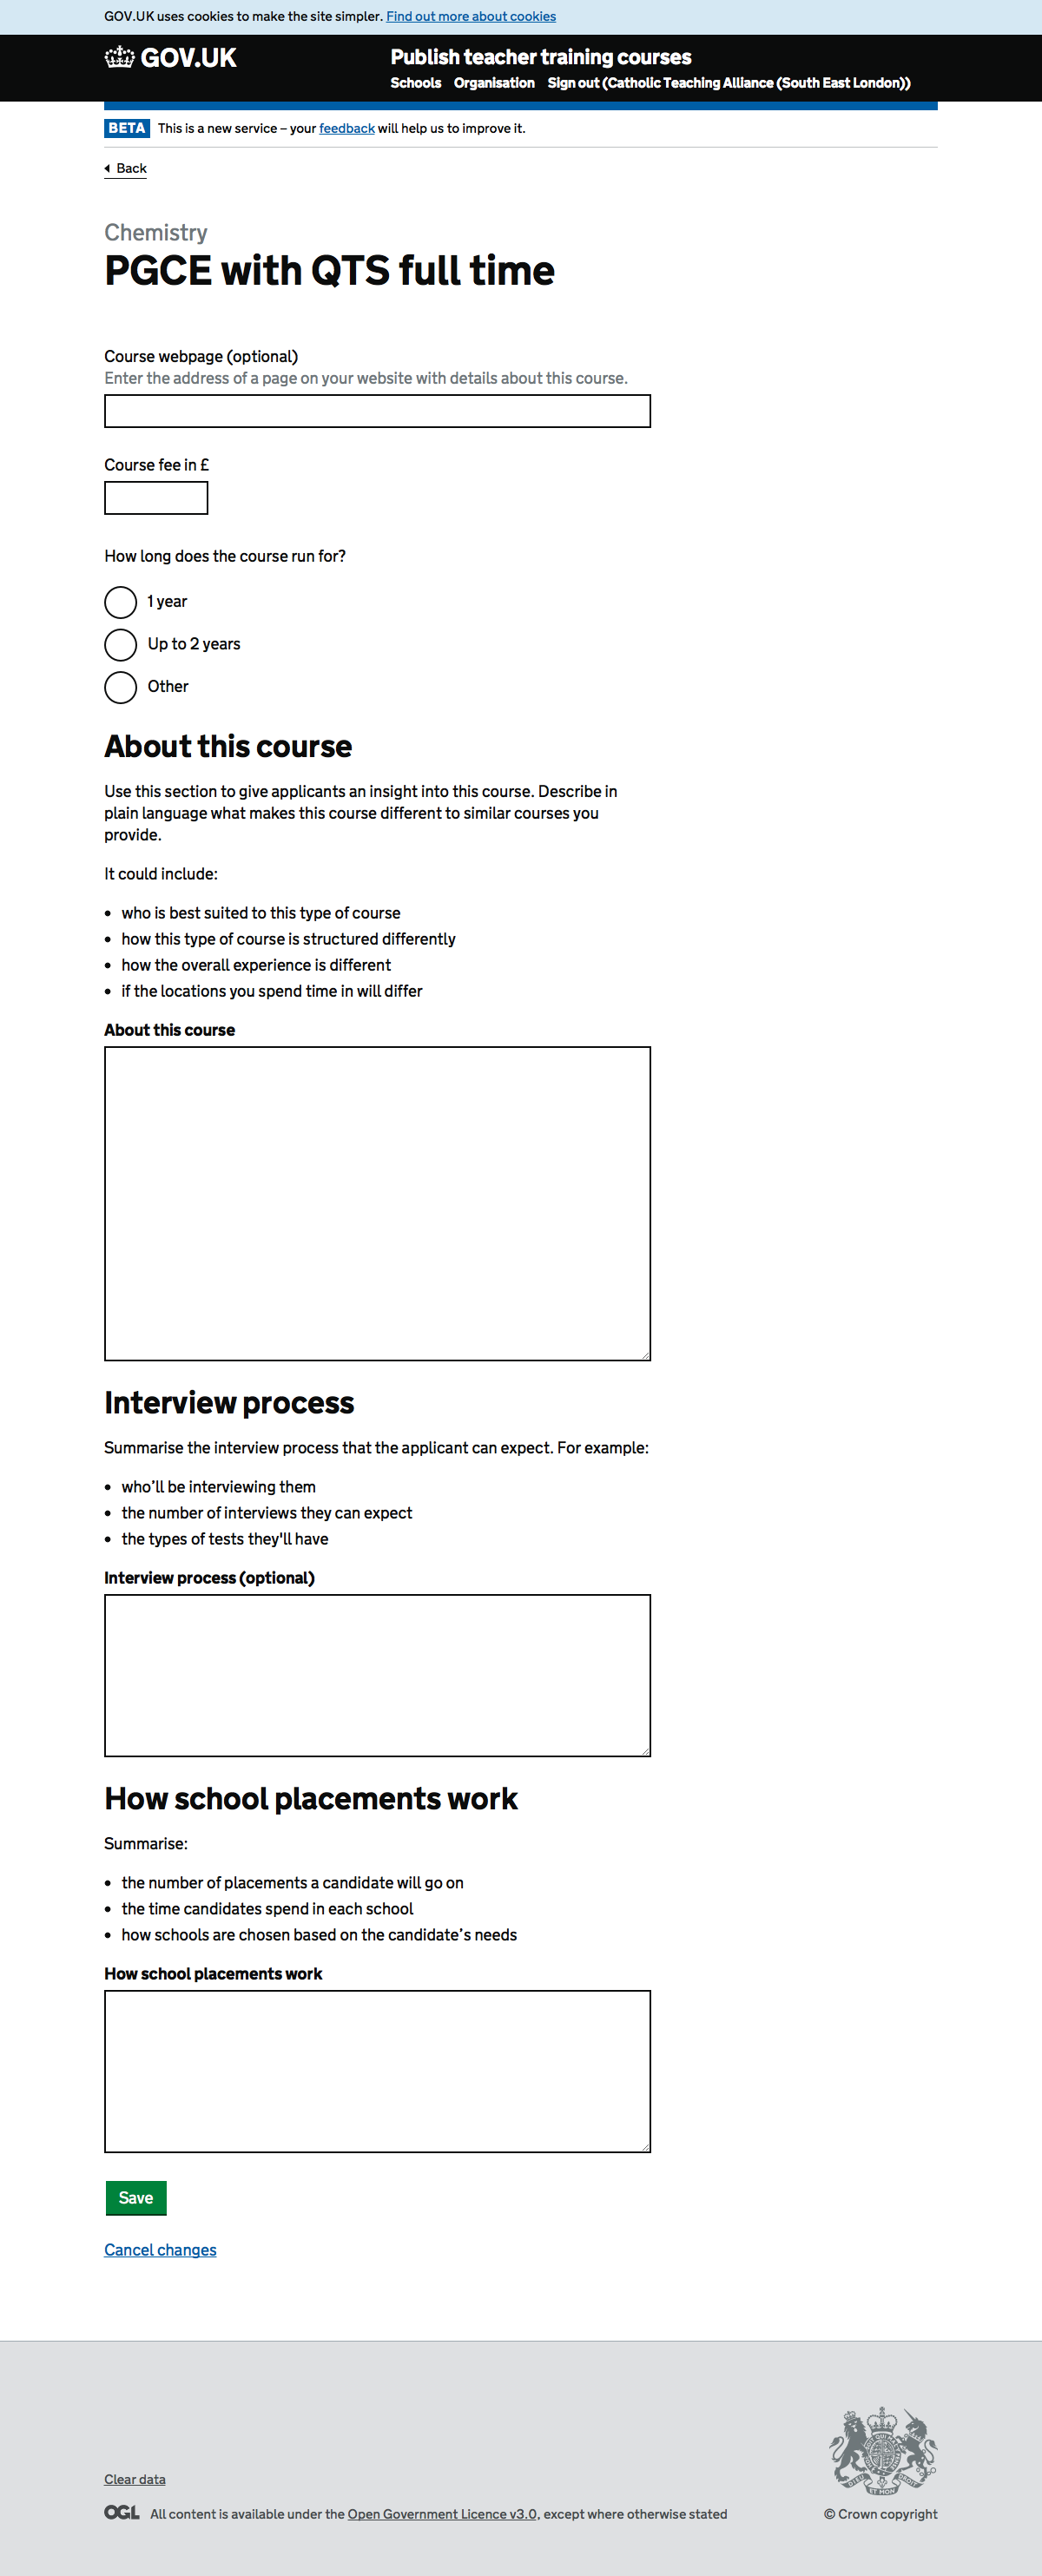 GOV.UK uses cookies to make the site simpler. Find out more about cookies
GOV.UK
Publish teacher training courses
Schools Organisation Sign out (Catholic Teaching Alliance (South East London))
BETA This is a new service – your feedback will help us to improve it.
Back
Chemistry
PGCE with QTS full time
Course webpage (optional)
Enter the address of a page on your website with details about this course.
Course fee in £
How long does the course run for?
1 year
Up to 2 years
Other
About this course
Use this section to give applicants an insight into this course. Describe in
plain language what makes this course different to similar courses you
provide.
It could include:
• who is best suited to this type of course
• how this type of course is structured differently
• how the overall experience is different
• if the locations you spend time in will differ
About this course
Interview process
Summarise the interview process that the applicant can expect. For example:
• who’ll be interviewing them
• the number of interviews they can expect
• the types of tests they'll have
Interview process (optional)
How school placements work
Summarise:
• the number of placements a candidate will go on
• the time candidates spend in each school
• how schools are chosen based on the candidate’s needs
How school placements work
Save
Cancel changes
Clear data
OGL All content is available under the Open Government Licence v3.0, except where otherwise stated
© Crown copyright